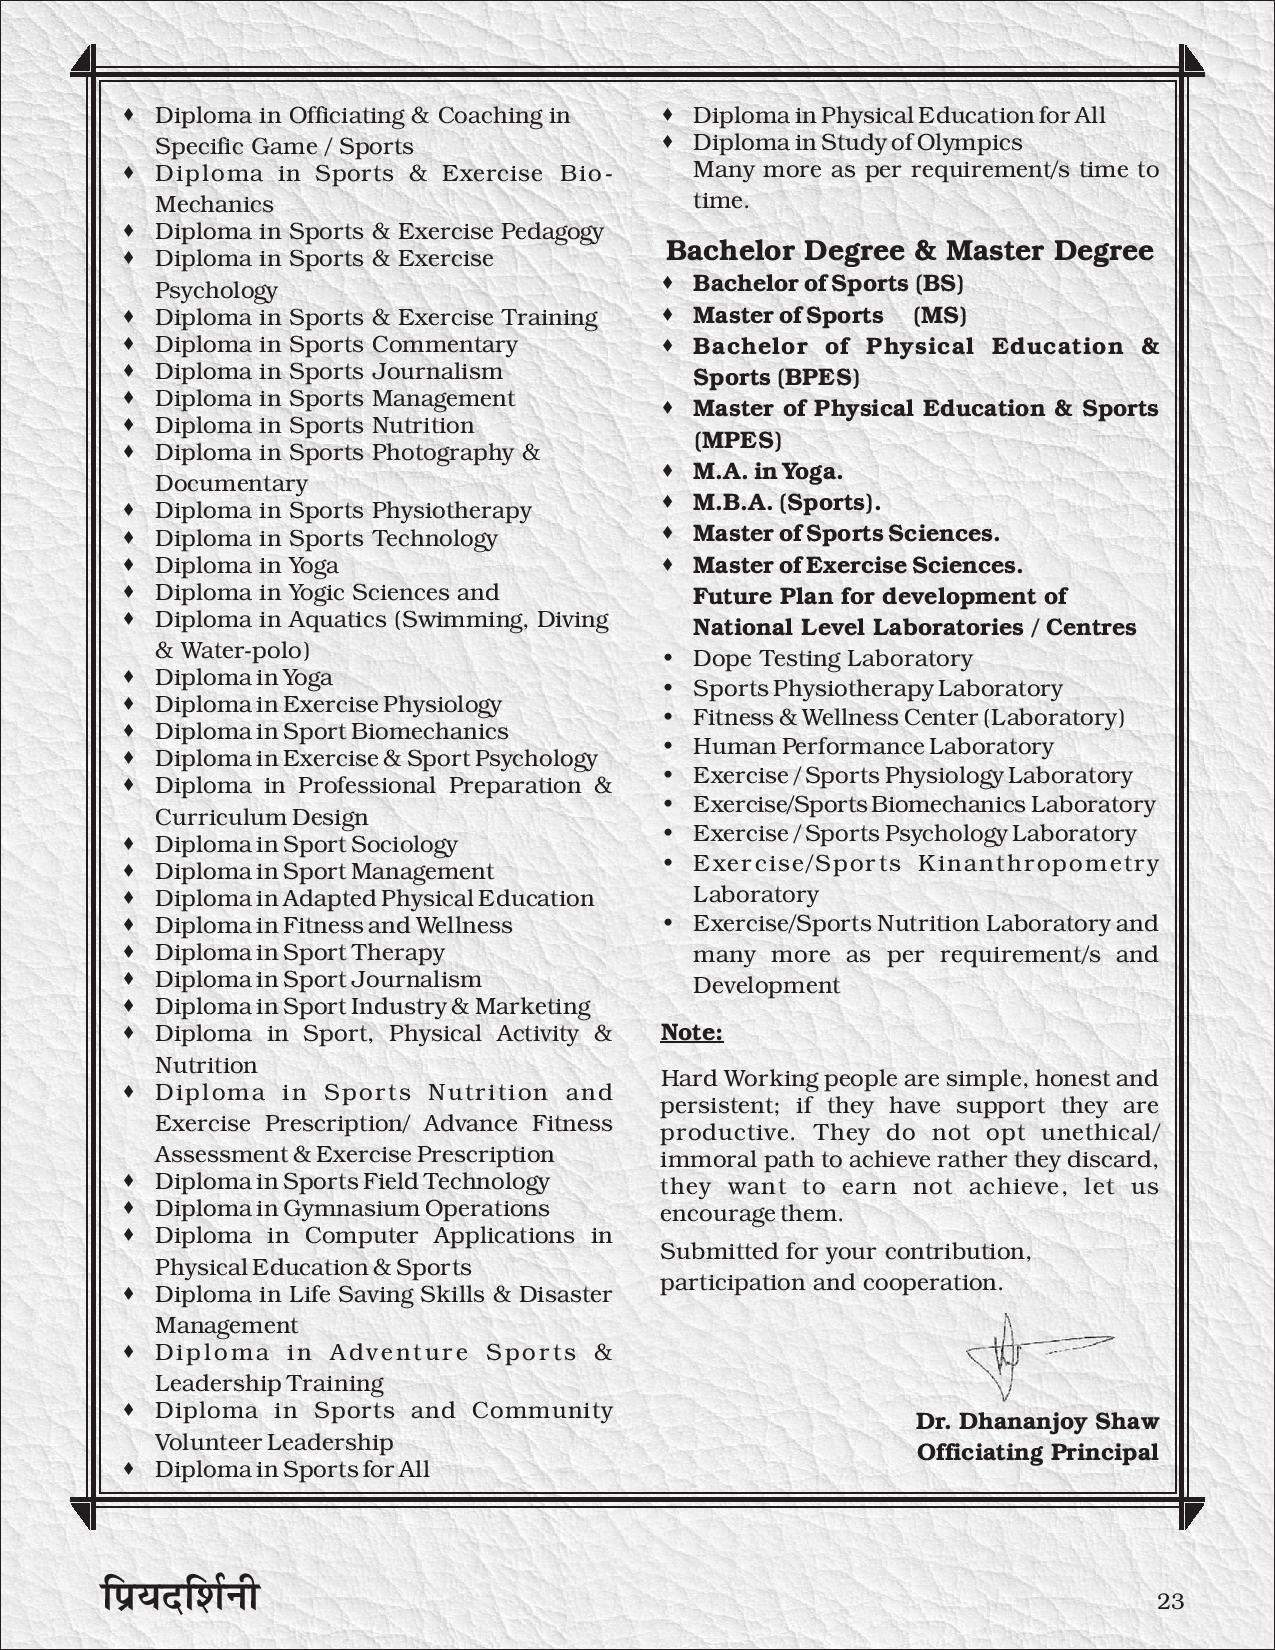 ♦ Diploma in Officiating & Coaching in
Specific Game / Sports
♦ Diploma in Sports & Exercise Bio-
Mechanics
♦ Diploma in Sports & Exercise Pedagogy
♦ Diploma in Sports & Exercise
Psychology
♦ Diploma in Sports & Exercise Training
♦ Diploma in Sports Commentary
♦ Diploma in Sports Journalism
♦ Diploma in Sports Management
♦ Diploma in Sports Nutrition
♦ Diploma in Sports Photography &
Documentary
♦ Diploma in Sports Physiotherapy
♦ Diploma in Sports Technology
♦ Diploma in Yoga
♦ Diploma in Yogic Sciences and
♦ Diploma in Aquatics (Swimming, Diving
& Water-polo)
♦ Diploma in Yoga
♦ Diploma in Exercise Physiology
♦ Diploma in Sport Biomechanics
♦ Diploma in Exercise & Sport Psychology
♦ Diploma in Professional Preparation &
Curriculum Design
♦ Diploma in Sport Sociology
♦ Diploma in Sport Management
♦ Diploma in Adapted Physical Education
♦ Diploma in Fitness and Wellness
♦ Diploma in Sport Therapy
♦ Diploma in Sport Journalism
♦ Diploma in Sport Industry & Marketing
♦ Diploma in Sport, Physical Activity &
Nutrition
♦ Diploma in Sports Nutrition and
Exercise Prescription/ Advance Fitness
Assessment & Exercise Prescription
♦ Diploma in Sports Field Technology
♦ Diploma in Gymnasium Operations
♦ Diploma in Computer Applications in
Physical Education & Sports
♦ Diploma in Life Saving Skills & Disaster
Management
♦ Diploma in Adventure Sports &
Leadership Training
♦ Diploma in Sports and Community
Volunteer Leadership
♦ Diploma in Sports for All
♦ Diploma in Physical Education for All
♦ Diploma in Study of Olympics
Many more as per requirement/s time to
time.
Bachelor Degree & Master Degree
♦ Bachelor of Sports (BS)
♦ Master of Sports (MS)
♦ Bachelor of Physical Education &
Sports (BPES)
♦ Master of Physical Education & Sports
(MPES)
♦ M.A. in Yoga.
♦ M.B.A. (Sports).
♦ Master of Sports Sciences.
♦ Master of Exercise Sciences.
Future Plan for development of
National Level Laboratories / Centres
• Dope Testing Laboratory
• Sports Physiotherapy Laboratory
• Fitness & Wellness Center (Laboratory)
• Human Performance Laboratory
• Exercise / Sports Physiology Laboratory
• Exercise/Sports Biomechanics Laboratory
• Exercise / Sports Psychology Laboratory
• Exercise/Sports Kinanthropometry
Laboratory
• Exercise/Sports Nutrition Laboratory and
many more as per requirement/s and
Development
Note:
Hard Working people are simple, honest and
persistent; if they have support they are
productive. They do not opt unethical/
immoral path to achieve rather they discard,
they want to earn not achieve, let us
encourage them.
Submitted for your contribution,
participation and cooperation.
Dr. Dhananjoy Shaw
Officiating Principal
प्रियदर्शिनी
23